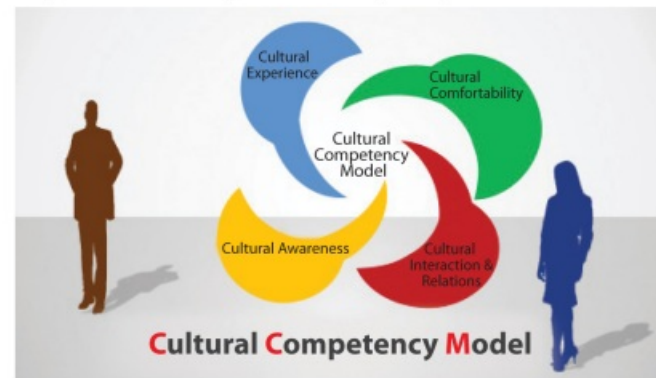 Cultural
Experience
Cultural
Comfortability
Cultural
Competency
Model
Cultural Awareness
Cultural
Interaction &
Relations
Cultural Competency Model